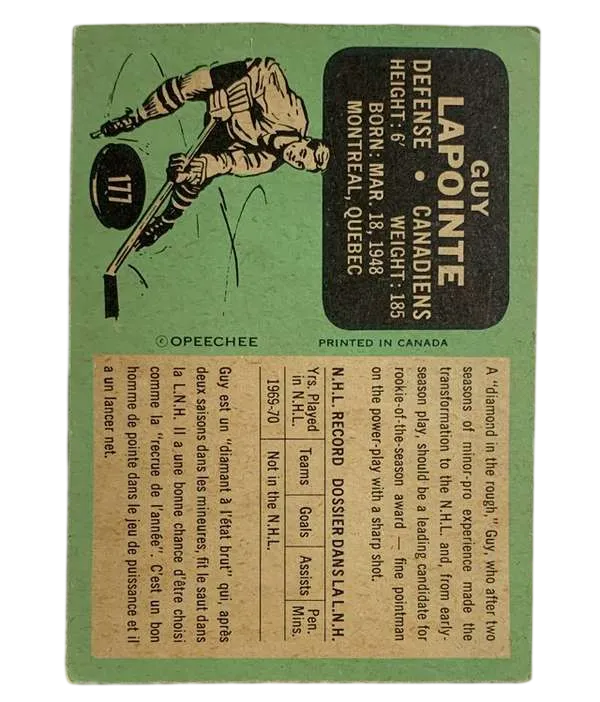 GUY
LAPOINTE
DEFENSE • CANADIENS
HEIGHT: 6' WEIGHT: 185
BORN: MAR. 18, 1948
MONTREAL, QUEBEC
177
© OPEECHEE
PRINTED IN CANADA
A "diamond in the rough," Guy, who after two
seasons of minor-pro experience made the
transformation to the N.H.L. and, from early-
season play, should be a leading candidate for
rookie-of-the-season award — fine pointman
on the power-play with a sharp shot.
N.H.L. RECORD DOSSIER DANS LA L.N.H.
Yrs. Played in N.H.L. Teams Goals Assists Pen. Mins.
1969-70 Not in the N.H.L.
Guy est un "diamant à l'état brut" qui, après
deux saisons dans les mineures, fit le saut dans
la L.N.H. Il a une bonne chance d'être choisi
comme la "recrue de l'année". C'est un bon
homme de pointe dans le jeu de puissance et il
a un lancer net.